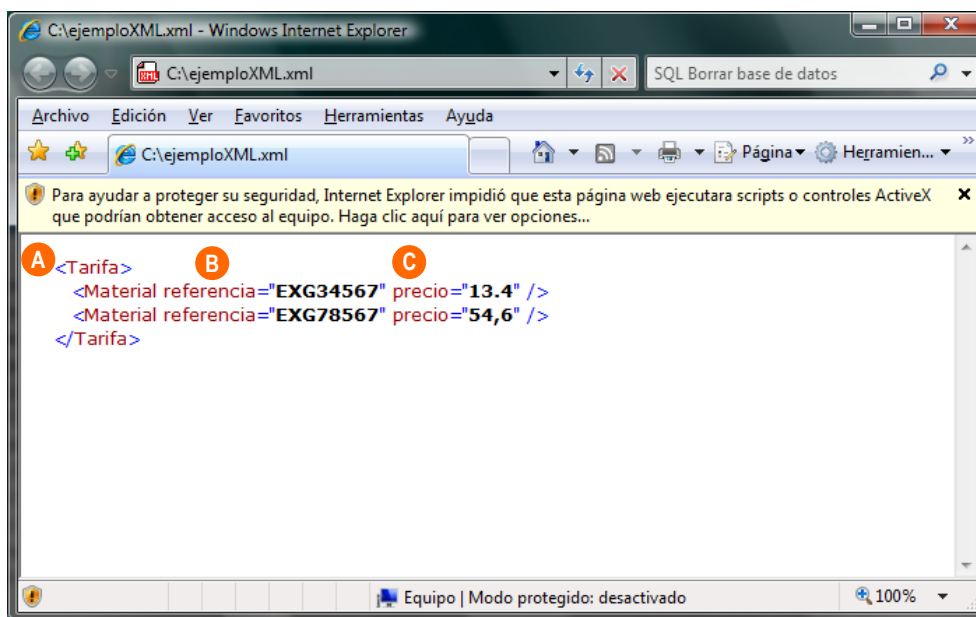 C:\ejemploXML.xml - Windows Internet Explorer
XML C:\ejemploXML.xml SQL Borrar base de datos
Archivo Edición Ver Favoritos Herramientas Ayuda
C:\ejemploXML.xml Página Herramien... »
Para ayudar a proteger su seguridad, Internet Explorer impidió que esta página web ejecutara scripts o controles ActiveX
que podrían obtener acceso al equipo. Haga clic aquí para ver opciones...
A B C
<Tarifa>
<Material referencia="EXG34567" precio="13.4" />
<Material referencia="EXG78567" precio="54,6" />
</Tarifa>
Equipo | Modo protegido: desactivado 100%